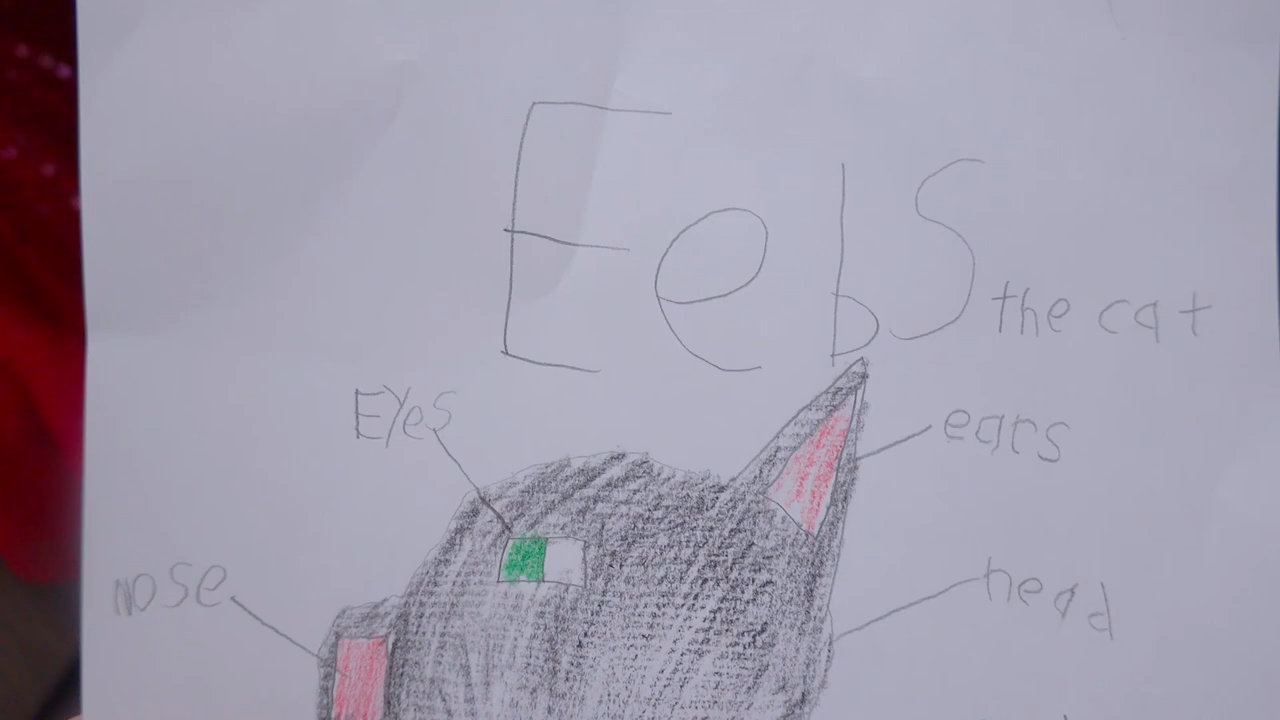 Eebs the cat
Eyes
ears
nose
head